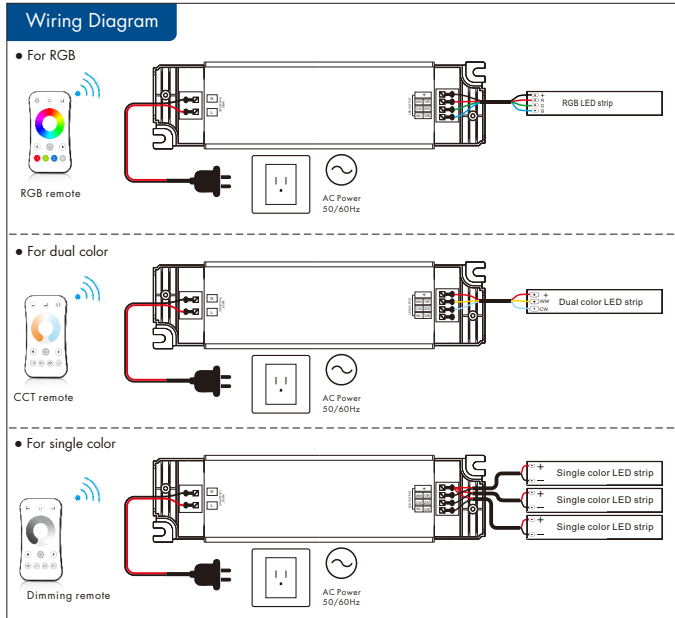 Wiring Diagram
● For RGB
RGB remote
N
L
+
+
R
G
G
RGB LED strip
AC Power
50/60Hz
● For dual color
CCT remote
N
L
+
+
WW
CW
Dual color LED strip
AC Power
50/60Hz
● For single color
Dimming remote
N
L
+
+
−
Single color LED strip
+
−
Single color LED strip
+
−
Single color LED strip
AC Power
50/60Hz